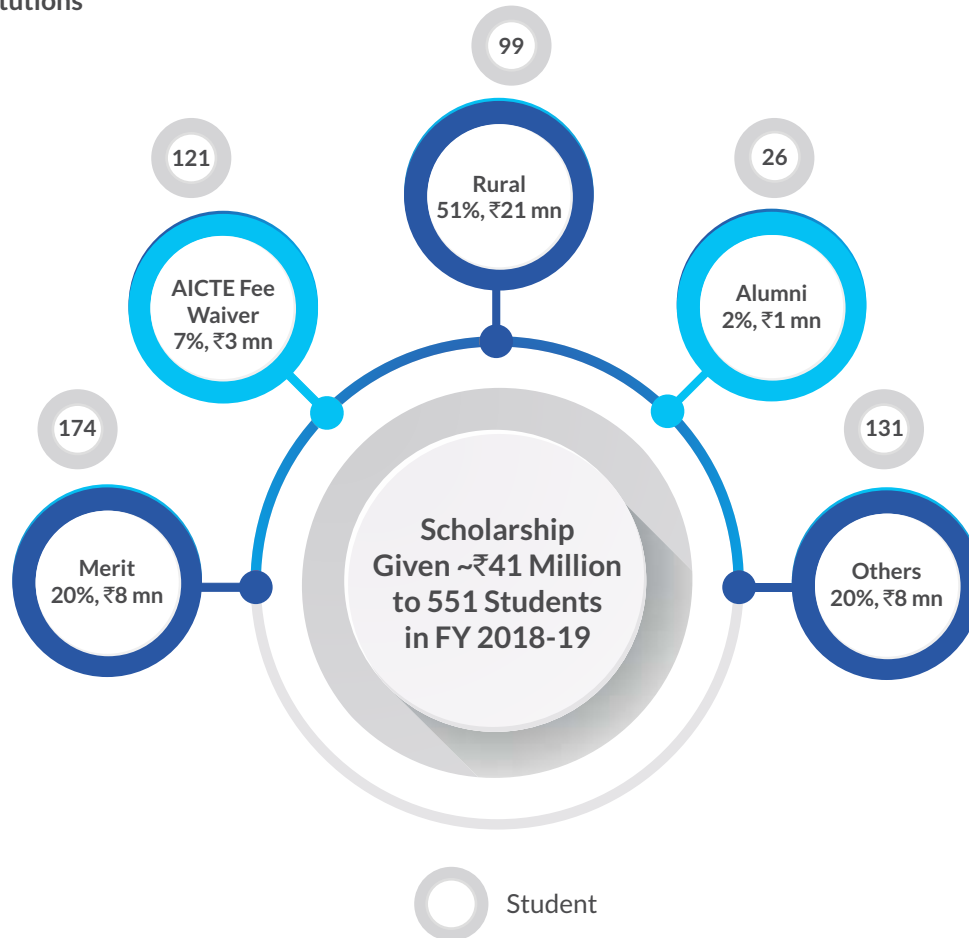 99
121
26
Rural
51%, ₹21 mn
AICTE Fee
Waiver
7%, ₹3 mn
Alumni
2%, ₹1 mn
174
131
Merit
20%, ₹8 mn
Scholarship
Given ~₹41 Million
to 551 Students
in FY 2018-19
Others
20%, ₹8 mn
Student